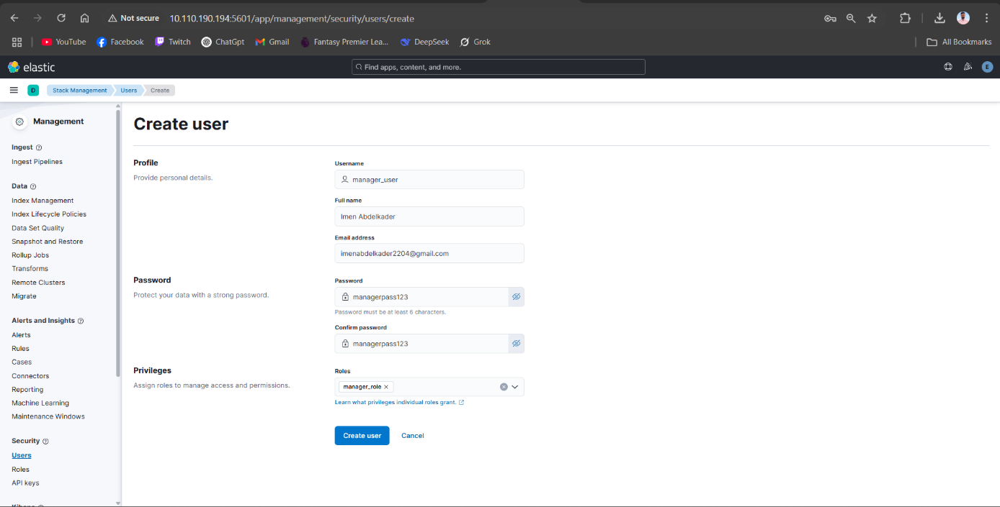 Not secure 10.110.190.194:5601/app/management/security/users/create
YouTube Facebook Twitch ChatGpt Gmail Fantasy Premier Lea... DeepSeek Grok All Bookmarks
elastic Find apps, content, and more. E
D Stack Management Users Create
Management
Ingest
Ingest Pipelines
Data
Index Management
Index Lifecycle Policies
Data Set Quality
Snapshot and Restore
Rollup Jobs
Transforms
Remote Clusters
Migrate
Alerts and Insights
Alerts
Rules
Cases
Connectors
Reporting
Machine Learning
Maintenance Windows
Security
Users
Roles
API keys
Kibana
Create user
Profile
Provide personal details.
Username
manager_user
Full name
Imen Abdelkader
Email address
imenabdelkader2204@gmail.com
Password
Protect your data with a strong password.
Password
managerpass123
Password must be at least 6 characters.
Confirm password
managerpass123
Privileges
Assign roles to manage access and permissions.
Roles
manager_role
Learn what privileges individual roles grant.
Create user Cancel